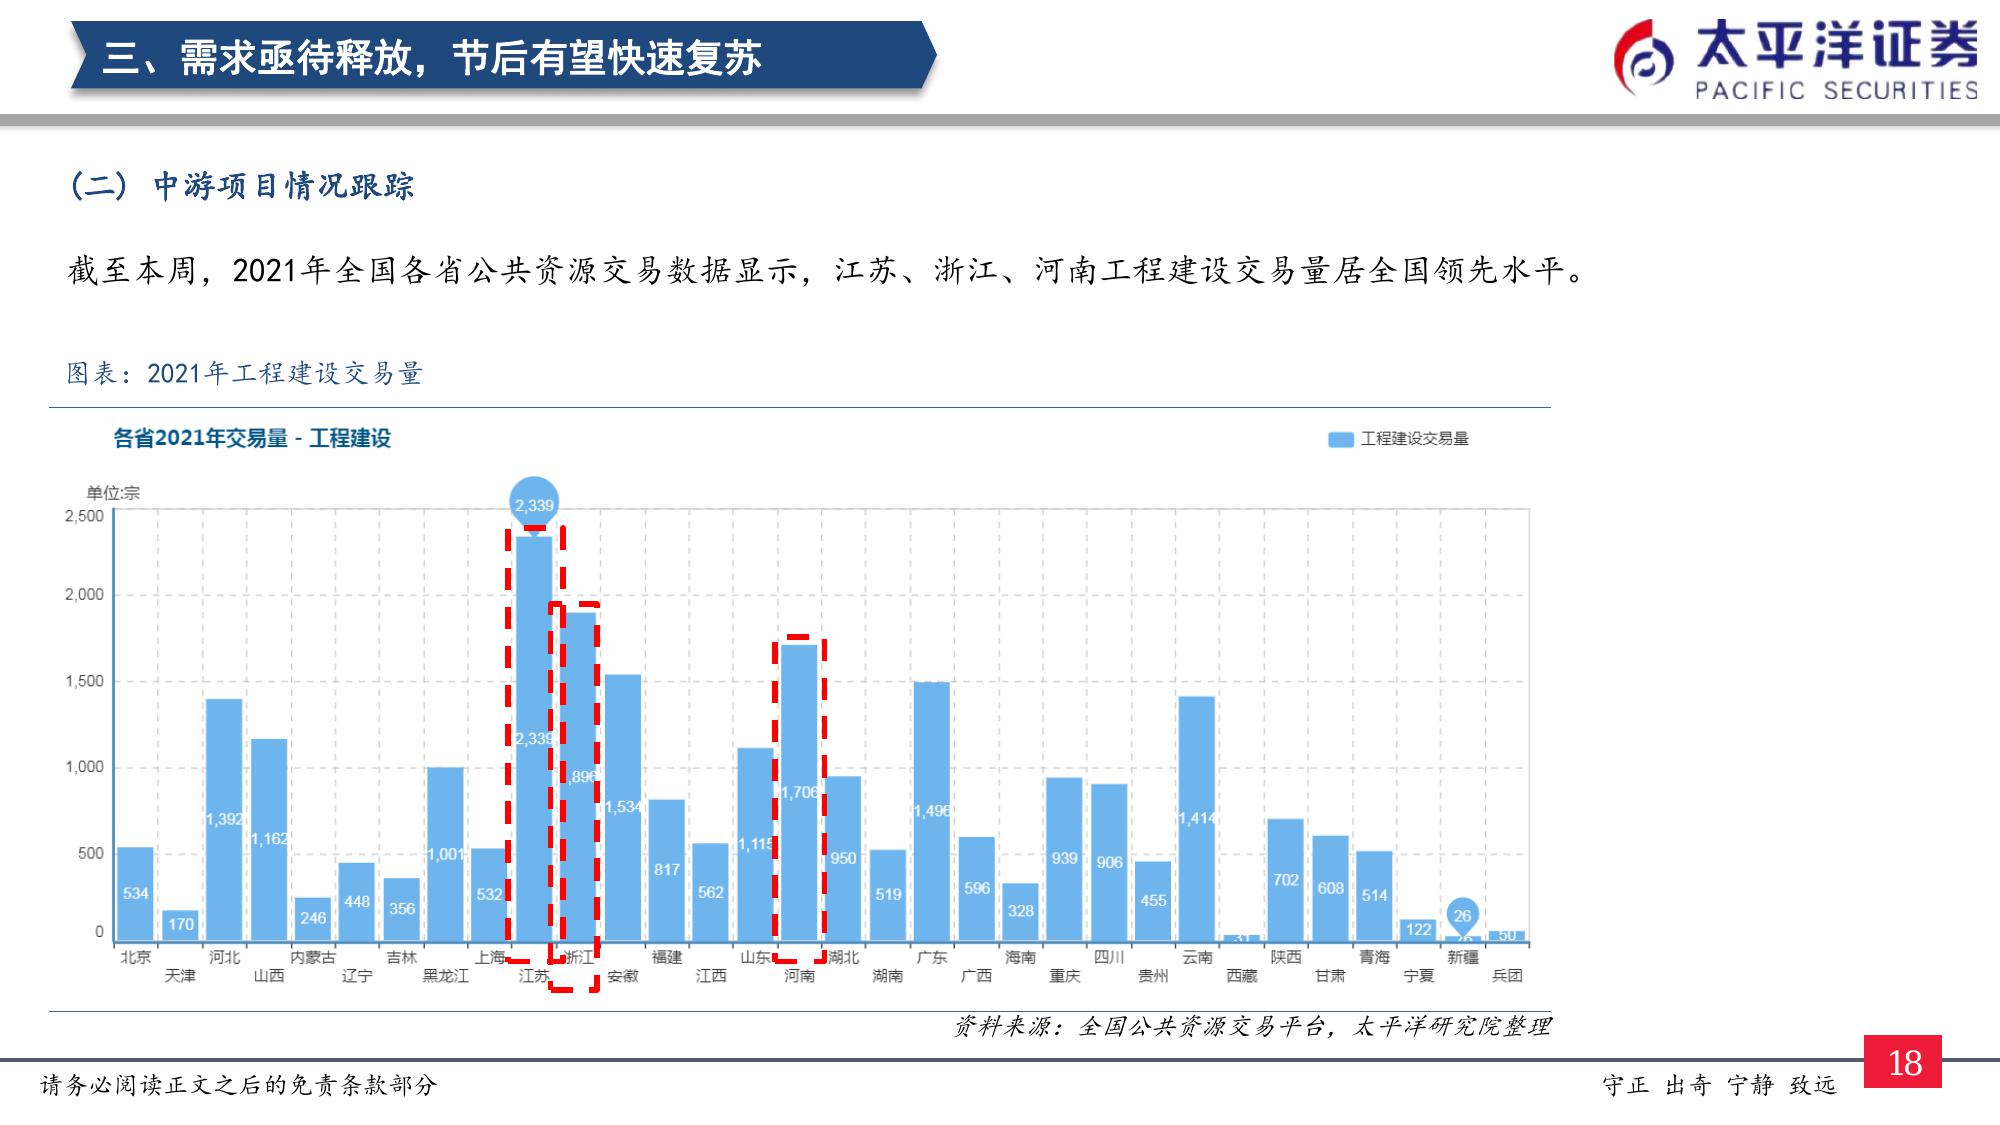 三、需求亟待释放，节后有望快速复苏
太平洋证券
PACIFIC SECURITIES
(二) 中游项目情况跟踪
截至本周，2021年全国各省公共资源交易数据显示，江苏、浙江、河南工程建设交易量居全国领先水平。
图表：2021年工程建设交易量
各省2021年交易量 - 工程建设
工程建设交易量
单位:宗
2,500
2,000
1,500
1,000
500
0
2,339
534
170
1,392
1,162
246
448
356
1,001
532
2,339
,896
1,534
817
562
1,115
1,706
950
519
1,496
596
328
939
906
455
1,414
31
702
608
514
122
26
26
50
北京
天津
河北
山西
内蒙古
辽宁
吉林
黑龙江
上海
江苏
浙江
安徽
福建
江西
山东
河南
湖北
湖南
广东
广西
海南
重庆
四川
贵州
云南
西藏
陕西
甘肃
青海
宁夏
新疆
兵团
资料来源：全国公共资源交易平台，太平洋研究院整理
请务必阅读正文之后的免责条款部分
守正 出奇 宁静 致远
18